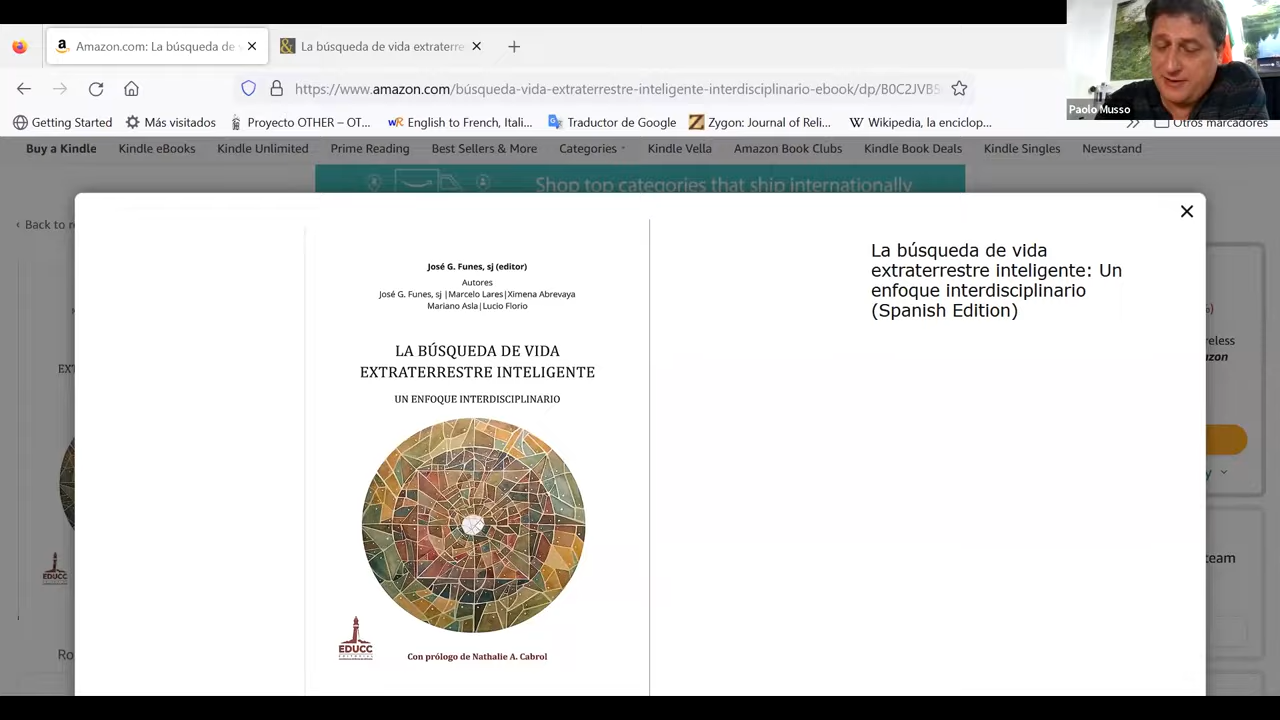 Amazon.com: La búsqueda de v
La búsqueda de vida extraterre
https://www.amazon.com/búsqueda-vida-extraterrestre-inteligente-interdisciplinario-ebook/dp/B0C2JVB5
Paolo Musso
Getting Started
Más visitados
Proyecto OTHER – OT...
English to French, Itali...
Traductor de Google
Zygon: Journal of Reli...
Wikipedia, la enciclop...
Otros marcadores
Buy a Kindle
Kindle eBooks
Kindle Unlimited
Prime Reading
Best Sellers & More
Categories
Kindle Vella
Amazon Book Clubs
Kindle Book Deals
Kindle Singles
Newsstand
Shop top categories that ship internationally
‹ Back to r
La búsqueda de vida
extraterrestre inteligente: Un
enfoque interdisciplinario
(Spanish Edition)
José G. Funes, sj (editor)
Autores
José G. Funes, sj |Marcelo Lares|Ximena Abrevaya
Mariano Asla|Lucio Florio
LA BÚSQUEDA DE VIDA
EXTRATERRESTRE INTELIGENTE
UN ENFOQUE INTERDISCIPLINARIO
EDUCC
Con prólogo de Nathalie A. Cabrol
EDUCC